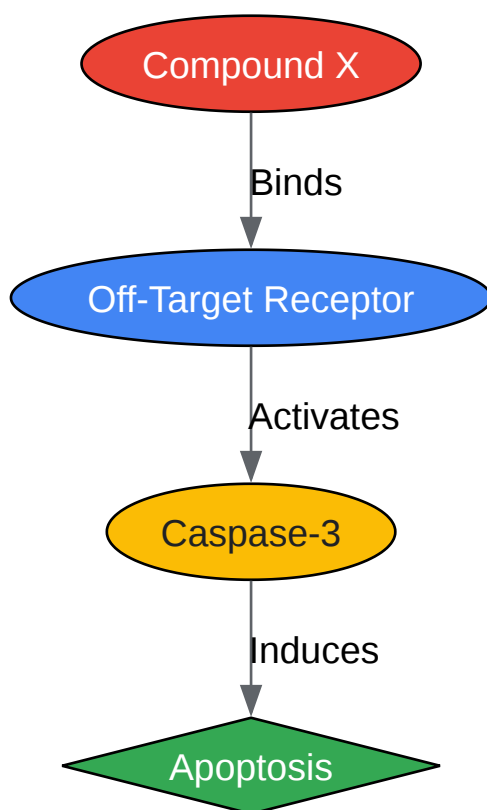 Compound X
Binds
Off-Target Receptor
Activates
Caspase-3
Induces
Apoptosis